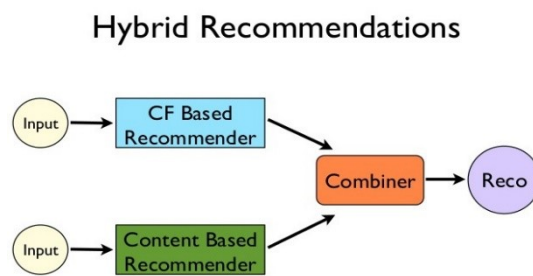 Hybrid Recommendations
Input
CF Based
Recommender
Combiner
Reco
Input
Content Based
Recommender